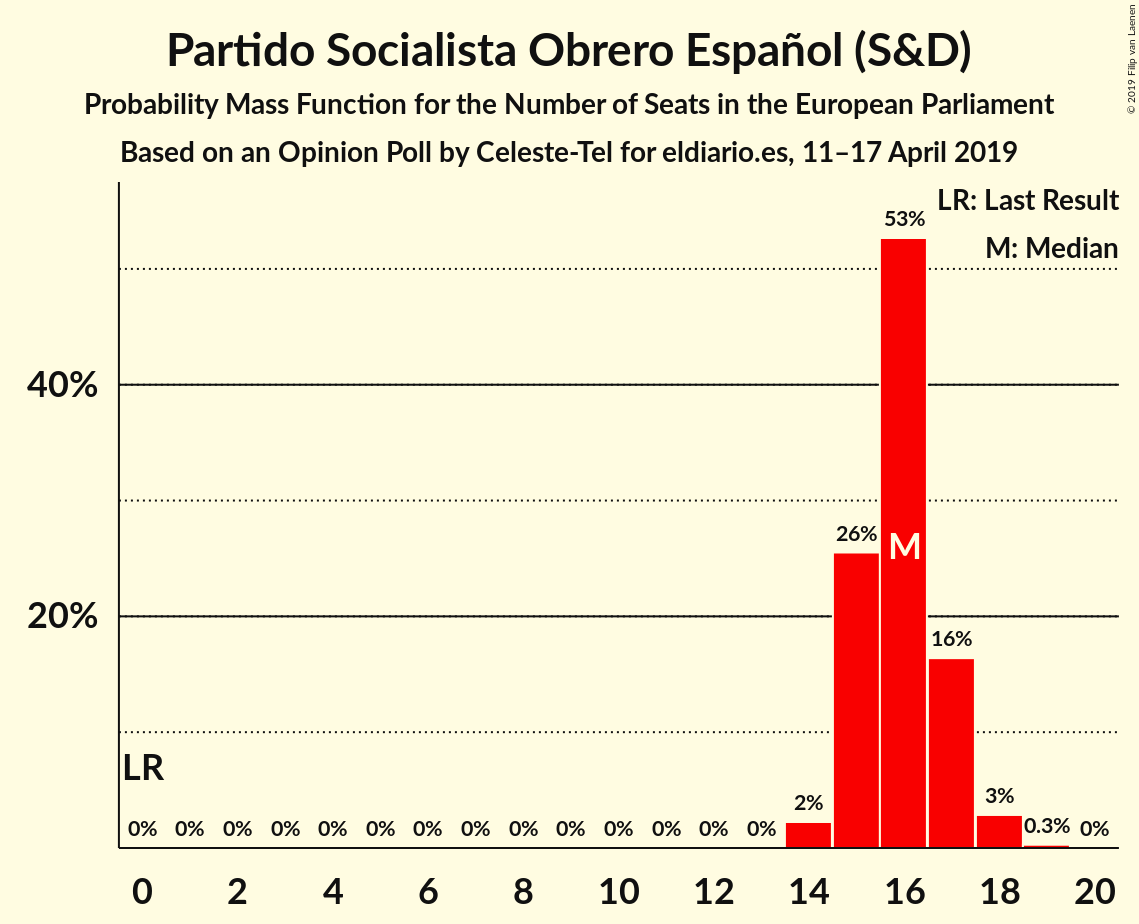 Partido Socialista Obrero Español (S&D)
Probability Mass Function for the Number of Seats in the European Parliament
Based on an Opinion Poll by Celeste-Tel for eldiario.es, 11–17 April 2019
© 2019 Filip van Laenen
LR: Last Result
M: Median
53%
40%
26%
M
20%
16%
LR
0% 0% 0% 0% 0% 0% 0% 0% 0% 0% 0% 0% 0% 0% 2% 3% 0.3% 0%
0 2 4 6 8 10 12 14 16 18 20